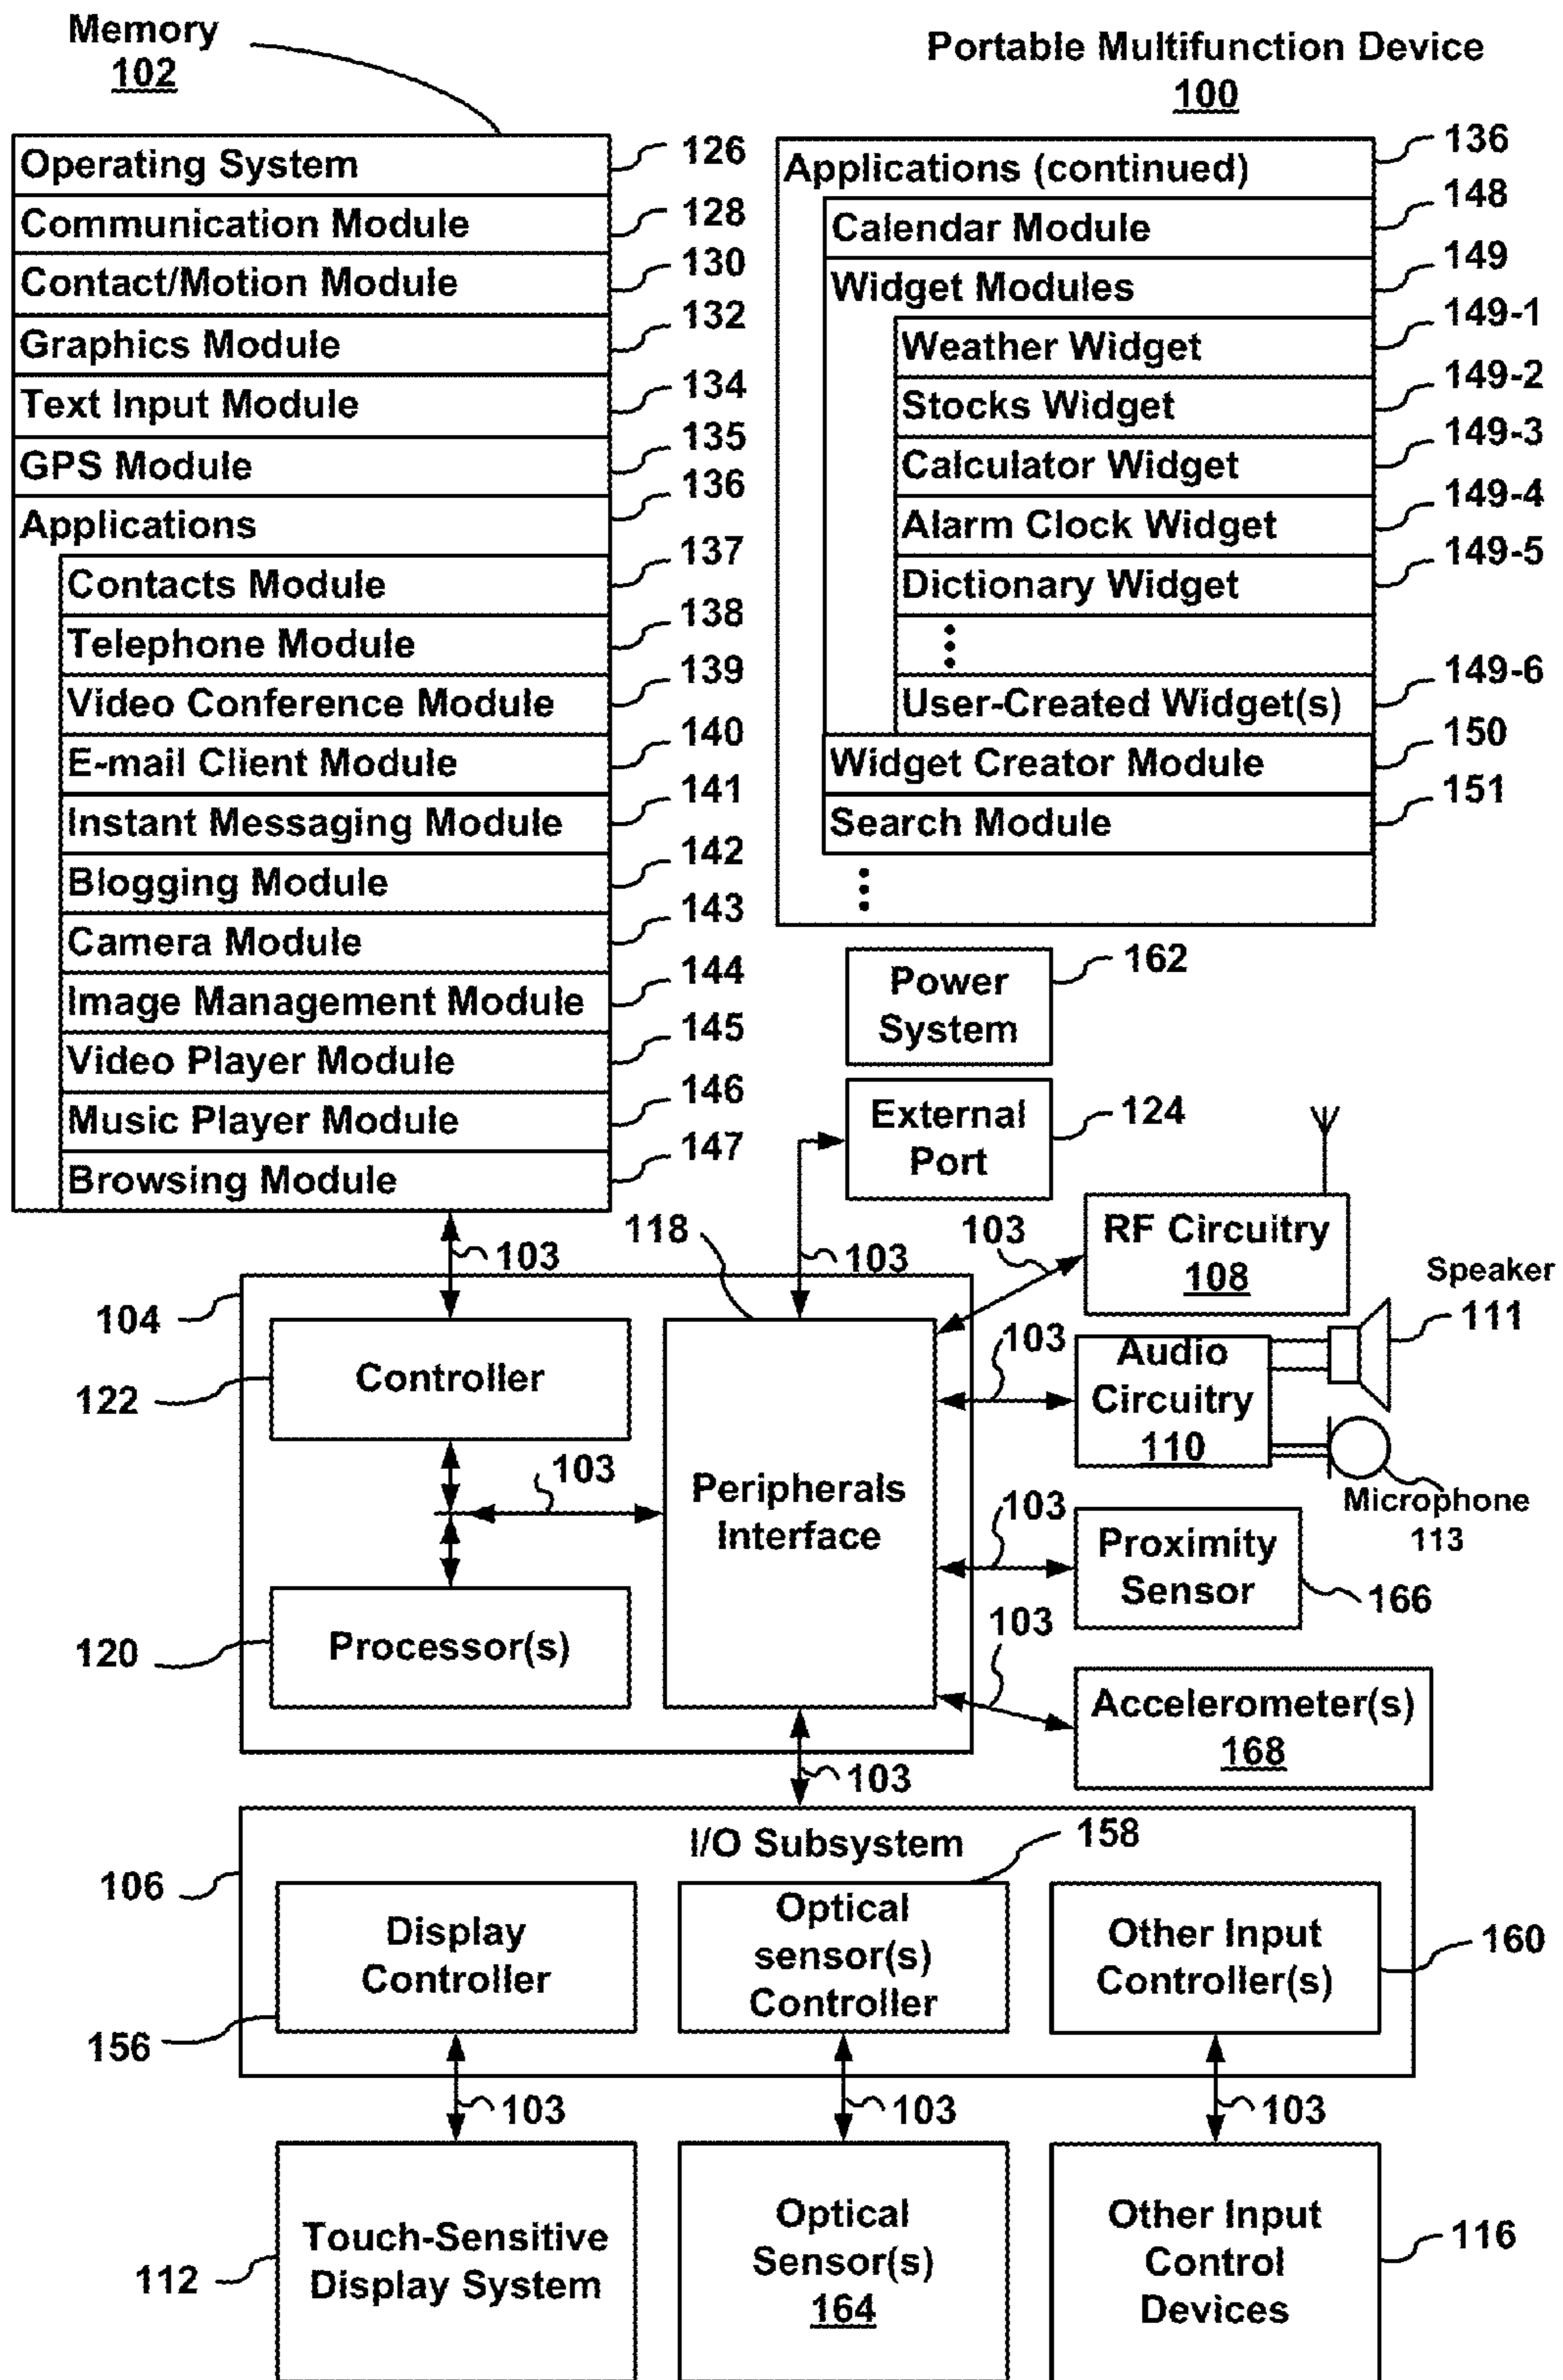 Memory
102
Portable Multifunction Device
100
Operating System
126
Communication Module
128
Contact/Motion Module
130
Graphics Module
132
Text Input Module
134
GPS Module
135
Applications
136
Contacts Module
137
Telephone Module
138
Video Conference Module
139
E-mail Client Module
140
Instant Messaging Module
141
Blogging Module
142
Camera Module
143
Image Management Module
144
Video Player Module
145
Music Player Module
146
Browsing Module
147
Applications (continued)
136
Calendar Module
148
Widget Modules
149
Weather Widget
149-1
Stocks Widget
149-2
Calculator Widget
149-3
Alarm Clock Widget
149-4
Dictionary Widget
149-5
User-Created Widget(s)
149-6
Widget Creator Module
150
Search Module
151
Power
System
162
External
Port
124
103
118
103
103
RF Circuitry
108
Speaker
111
104
Controller
122
103
Audio
Circuitry
110
Microphone
113
103
Peripherals
Interface
103
Proximity
Sensor
166
Processor(s)
120
103
Accelerometer(s)
168
103
I/O Subsystem
106
158
Display
Controller
156
Optical
sensor(s)
Controller
Other Input
Controller(s)
160
103
103
103
Touch-Sensitive
Display System
112
Optical
Sensor(s)
164
Other Input
Control
Devices
116